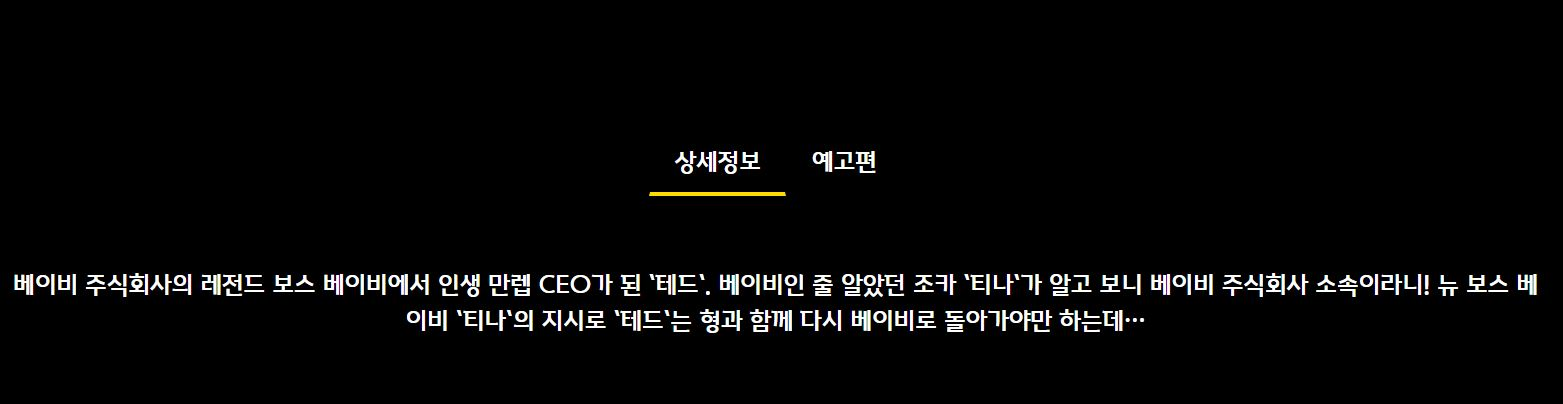 상세정보 예고편
베이비 주식회사의 레전드 보스 베이비에서 인생 만렙 CEO가 된 `테드`. 베이비인 줄 알았던 조카 `티나`가 알고 보니 베이비 주식회사 소속이라니! 뉴 보스 베
이비 `티나`의 지시로 `테드`는 형과 함께 다시 베이비로 돌아가야만 하는데…